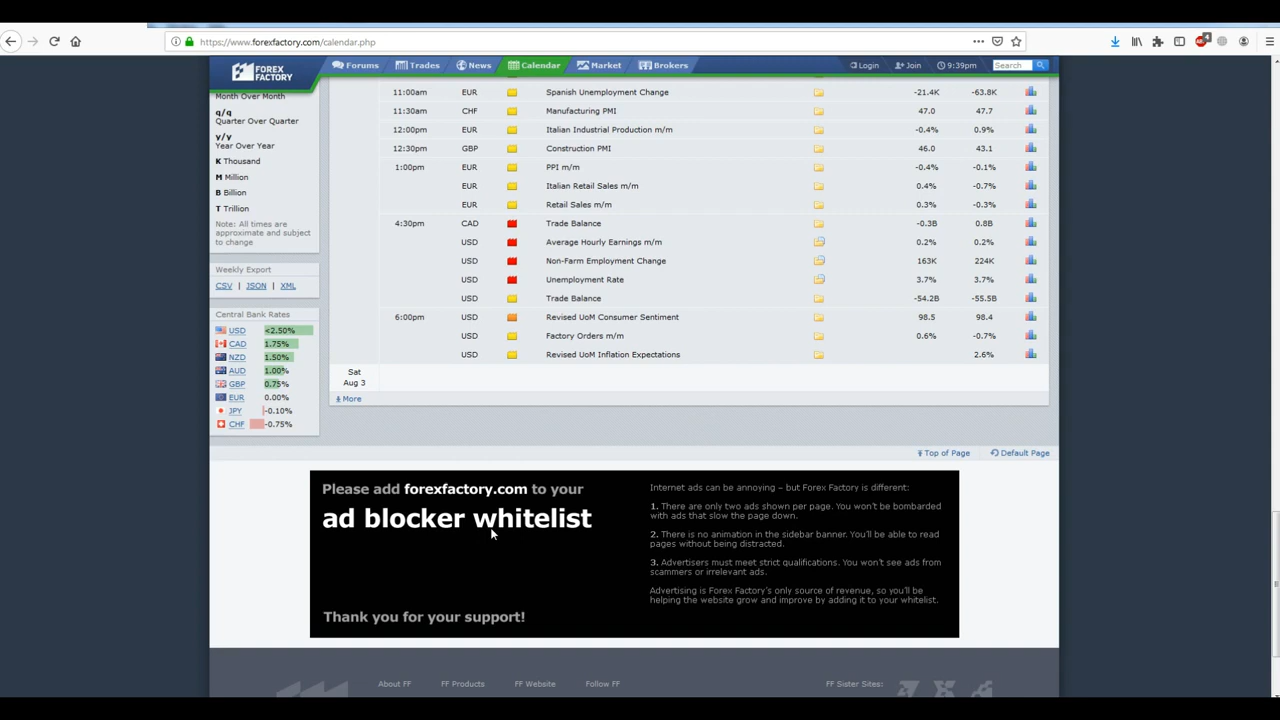 https://www.forexfactory.com/calendar.php
4
FOREX FACTORY
Forums
Trades
News
Calendar
Market
Brokers
Login
Join
9:39pm
Search
Month Over Month
q/q
Quarter Over Quarter
y/y
Year Over Year
K Thousand
M Million
B Billion
T Trillion
Note: All times are
approximate and subject
to change
Weekly Export
CSV | JSON | XML
Central Bank Rates
USD <2.50%
CAD 1.75%
NZD 1.50%
AUD 1.00%
GBP 0.75%
EUR 0.00%
JPY -0.10%
CHF -0.75%
11:00am EUR Spanish Unemployment Change -21.4K -63.8K
11:30am CHF Manufacturing PMI 47.0 47.7
12:00pm EUR Italian Industrial Production m/m -0.4% 0.9%
12:30pm GBP Construction PMI 46.0 43.1
1:00pm EUR PPI m/m -0.4% -0.1%
EUR Italian Retail Sales m/m 0.4% -0.7%
EUR Retail Sales m/m 0.3% -0.3%
4:30pm CAD Trade Balance -0.3B 0.8B
USD Average Hourly Earnings m/m 0.2% 0.2%
USD Non-Farm Employment Change 163K 224K
USD Unemployment Rate 3.7% 3.7%
USD Trade Balance -54.2B -55.5B
6:00pm USD Revised UoM Consumer Sentiment 98.5 98.4
USD Factory Orders m/m 0.6% -0.7%
USD Revised UoM Inflation Expectations 2.6%
Sat
Aug 3
More
Top of Page
Default Page
Please add forexfactory.com to your
ad blocker whitelist
Thank you for your support!
Internet ads can be annoying – but Forex Factory is different:
1. There are only two ads shown per page. You won't be bombarded
with ads that slow the page down.
2. There is no animation in the sidebar banner. You'll be able to read
pages without being distracted.
3. Advertisers must meet strict qualifications. You won't see ads from
scammers or irrelevant ads.
Advertising is Forex Factory's only source of revenue, so you'll be
helping the website grow and improve by adding it to your whitelist.
About FF
FF Products
FF Website
Follow FF
FF Sister Sites: